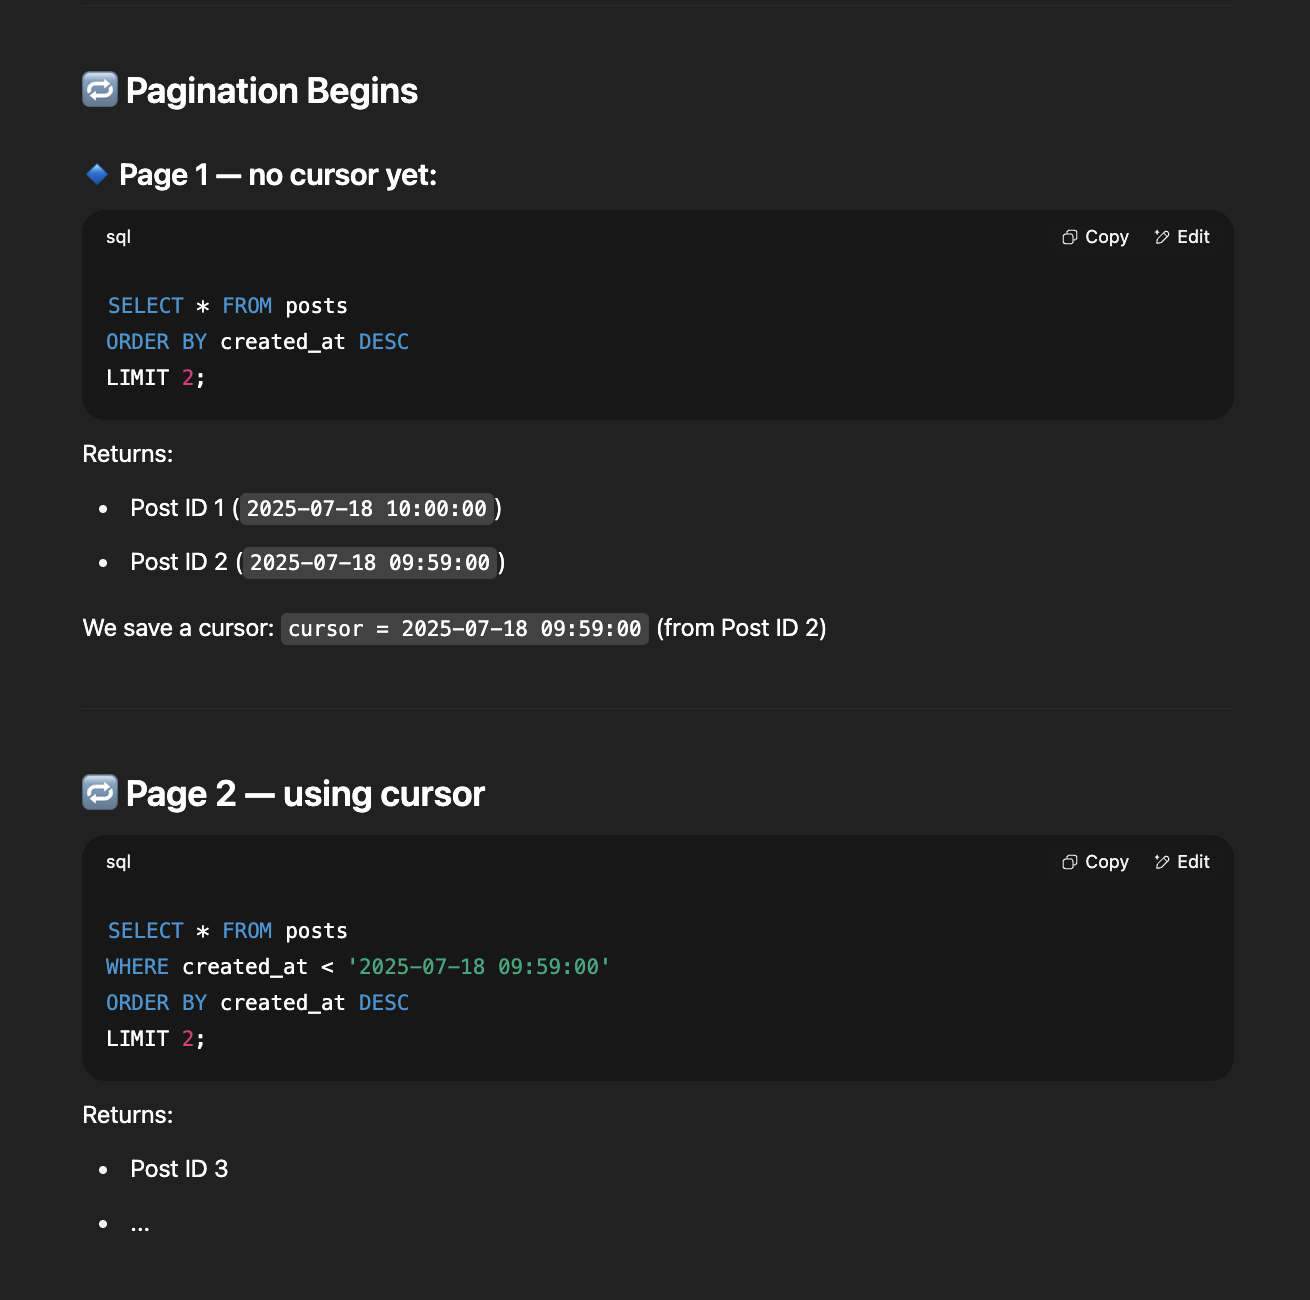 🔁 Pagination Begins
🔹 Page 1 — no cursor yet:
sql
Copy
Edit
SELECT * FROM posts
ORDER BY created_at DESC
LIMIT 2;
Returns:
• Post ID 1 (2025-07-18 10:00:00)
• Post ID 2 (2025-07-18 09:59:00)
We save a cursor: cursor = 2025-07-18 09:59:00 (from Post ID 2)
🔁 Page 2 — using cursor
sql
Copy
Edit
SELECT * FROM posts
WHERE created_at < '2025-07-18 09:59:00'
ORDER BY created_at DESC
LIMIT 2;
Returns:
• Post ID 3
• ...